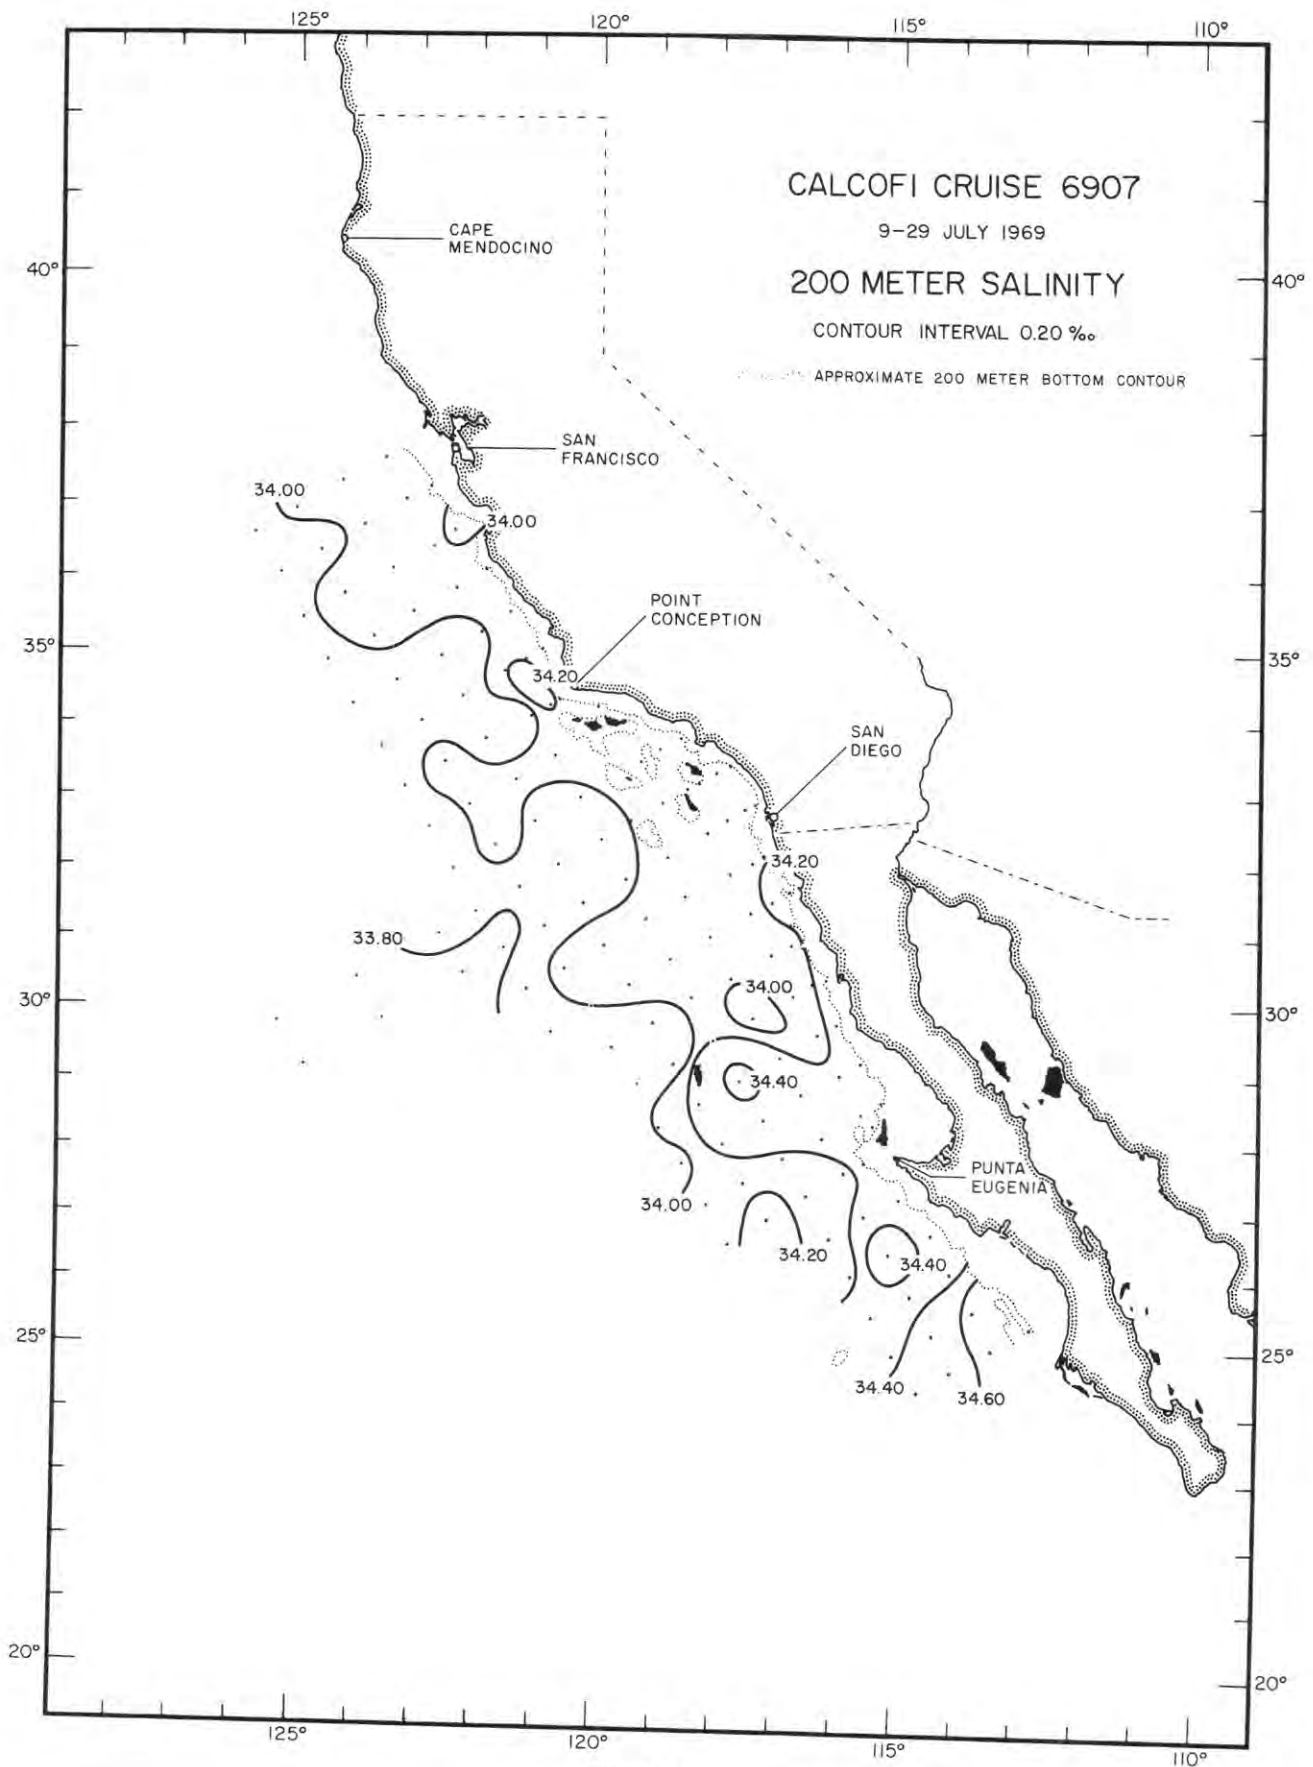 125°
120°
115°
110°
CALCOFI CRUISE 6907
9-29 JULY 1969
200 METER SALINITY
CONTOUR INTERVAL 0.20 ‰
APPROXIMATE 200 METER BOTTOM CONTOUR
CAPE
MENDOCINO
40°
40°
SAN
FRANCISCO
34.00
34.00
POINT
CONCEPTION
35°
35°
34.20
SAN
DIEGO
34.20
33.80
34.00
30°
30°
34.40
PUNTA
EUGENIA
34.00
34.20
34.40
25°
25°
34.40
34.60
20°
20°
125°
120°
115°
110°